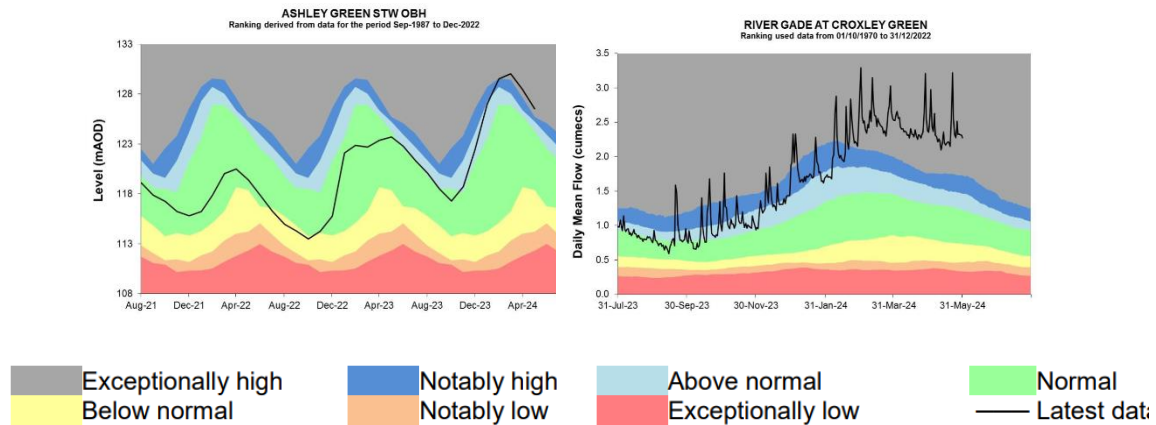 ASHLEY GREEN STW OBH
Ranking derived from data for the period Sep-1987 to Dec-2022
Level (mAOD)
133
128
123
118
113
108
Aug-21 Dec-21 Apr-22 Aug-22 Dec-22 Apr-23 Aug-23 Dec-23 Apr-24
RIVER GADE AT CROXLEY GREEN
Ranking used data from 01/10/1970 to 31/12/2022
Daily Mean Flow (cumecs)
3.5
3.0
2.5
2.0
1.5
1.0
0.5
0.0
31-Jul-23 30-Sep-23 30-Nov-23 31-Jan-24 31-Mar-24 31-May-24
Exceptionally high Notably high Above normal Normal
Below normal Notably low Exceptionally low Latest data